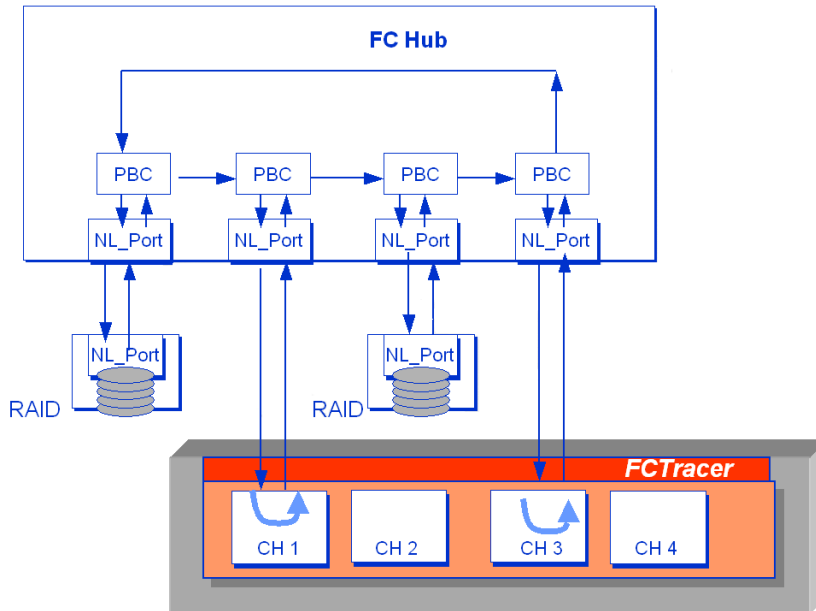 FC Hub
PBC
PBC
PBC
PBC
NL_Port
NL_Port
NL_Port
NL_Port
NL_Port
NL_Port
RAID
RAID
FCTracer
CH 1
CH 2
CH 3
CH 4